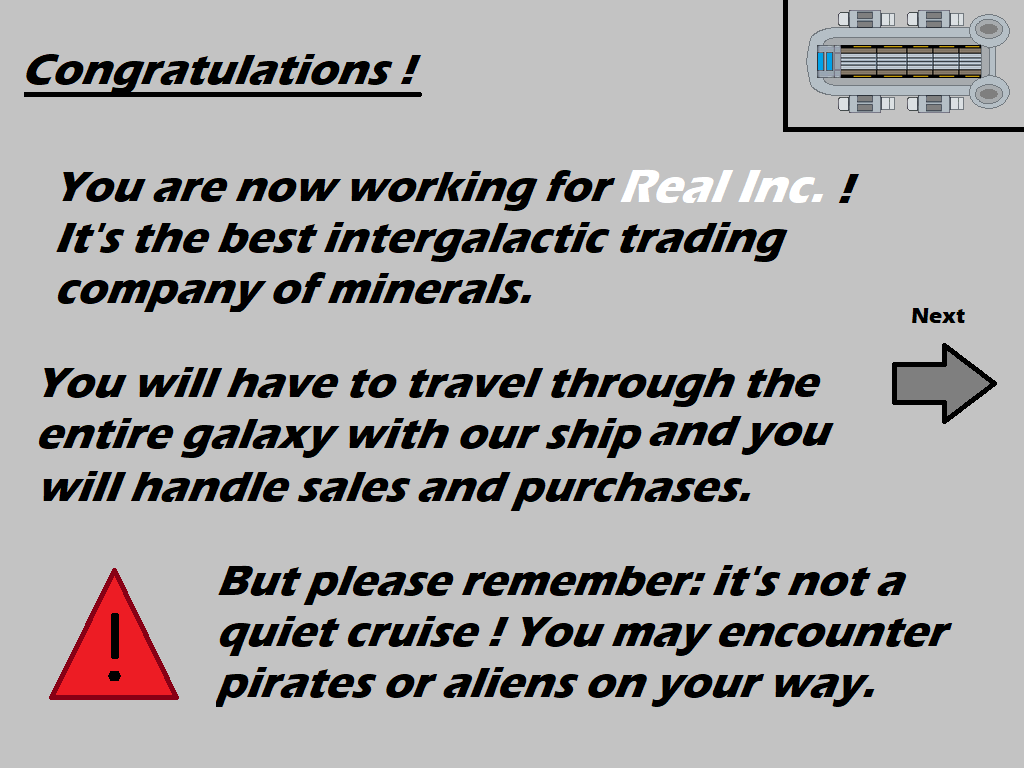 Congratulations !
You are now working for Real Inc. !
It's the best intergalactic trading
company of minerals.
Next
You will have to travel through the
entire galaxy with our ship and you
will handle sales and purchases.
But please remember: it's not a
quiet cruise ! You may encounter
pirates or aliens on your way.